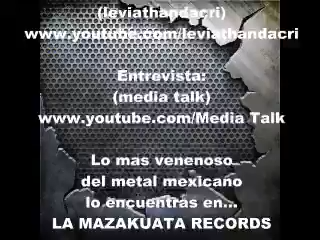 (leviathandacri)
www.youtube.com/leviathandacri
Entrevista:
(media talk)
www.youtube.com/Media Talk
Lo mas venenoso
del metal mexicano
lo encuentras en...
LA MAZAKUATA RECORDS